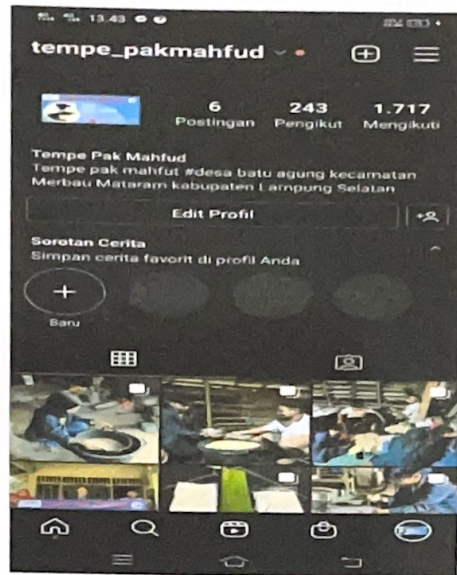 13.43
tempe_pakmahfud
6 243 1.717
Postingan Pengikut Mengikuti
Tempe Pak Mahfud
Tempe pak mahfut #desa batu agung kecamatan
Merbau Mataram kabupaten Lampung Selatan
Edit Profil
Sorotan Cerita
Simpan cerita favorit di profil Anda
Baru